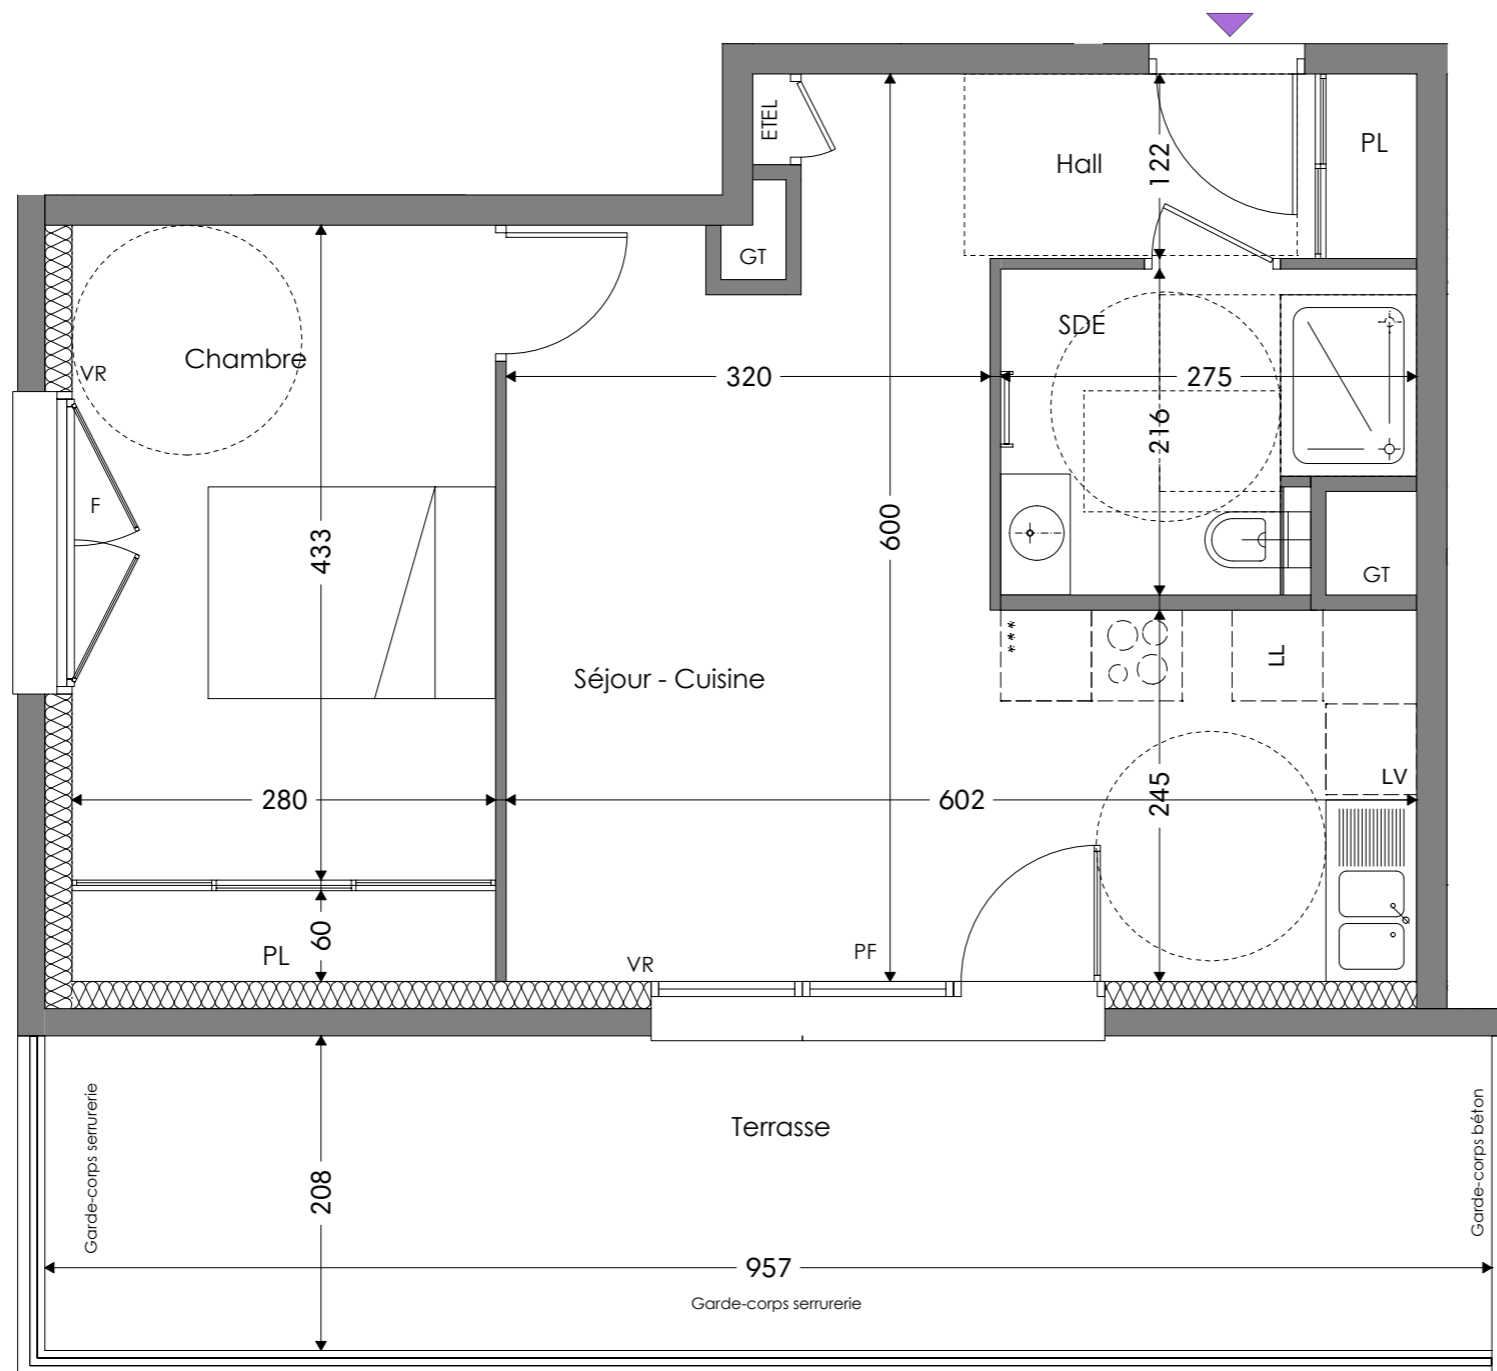 ETEL
Hall
122
PL
GT
SDE
Chambre
VR
320
275
216
F
433
600
GT
***
LL
Séjour - Cuisine
LV
280
602
245
60
PL
VR
PF
Garde-corps serrurerie
Terrasse
Garde-corps béton
208
957
Garde-corps serrurerie